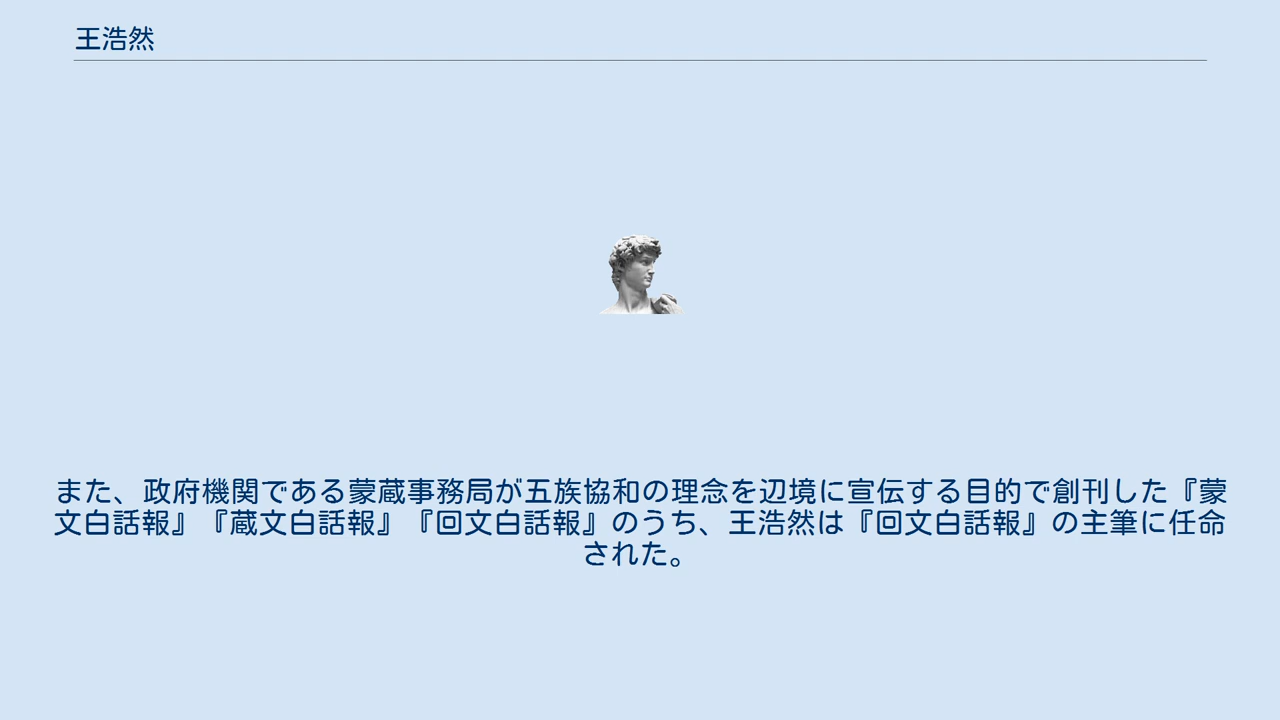 王浩然
また、政府機関である蒙蔵事務局が五族協和の理念を辺境に宣伝する目的で創刊した『蒙
文白話報』『蔵文白話報』『回文白話報』のうち、王浩然は『回文白話報』の主筆に任命
された。